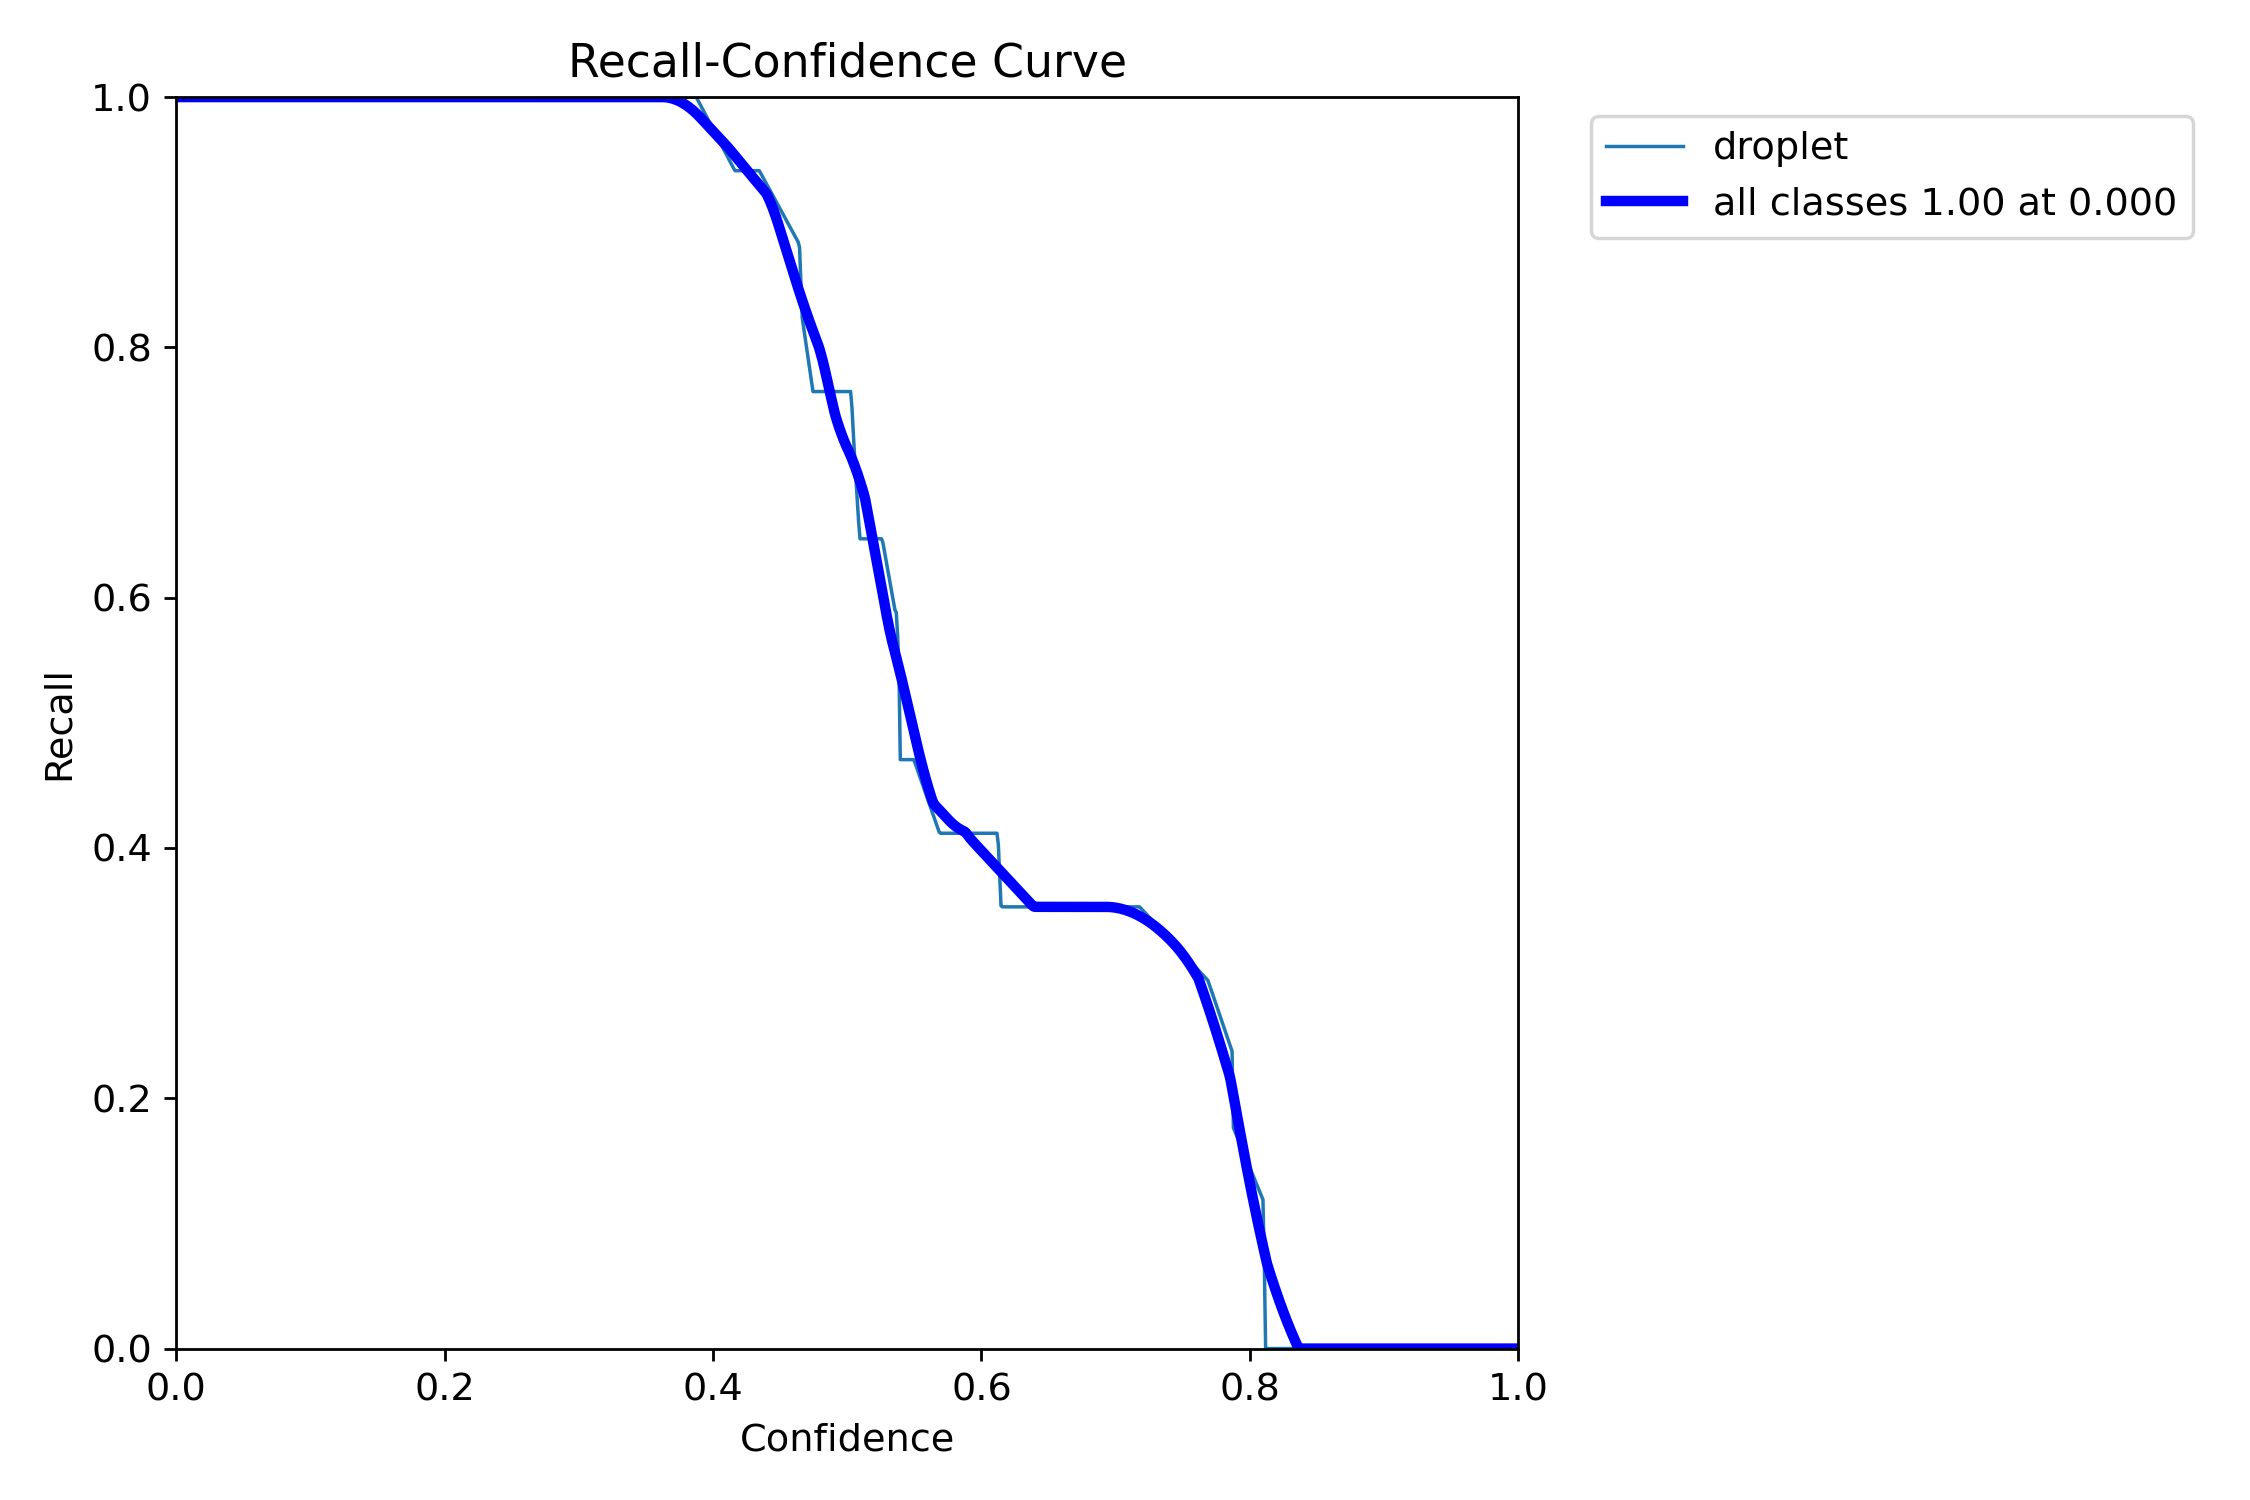 Recall-Confidence Curve
1.0
0.8
0.6
0.4
0.2
0.0
Recall
0.0 0.2 0.4 0.6 0.8 1.0
Confidence
droplet
all classes 1.00 at 0.000